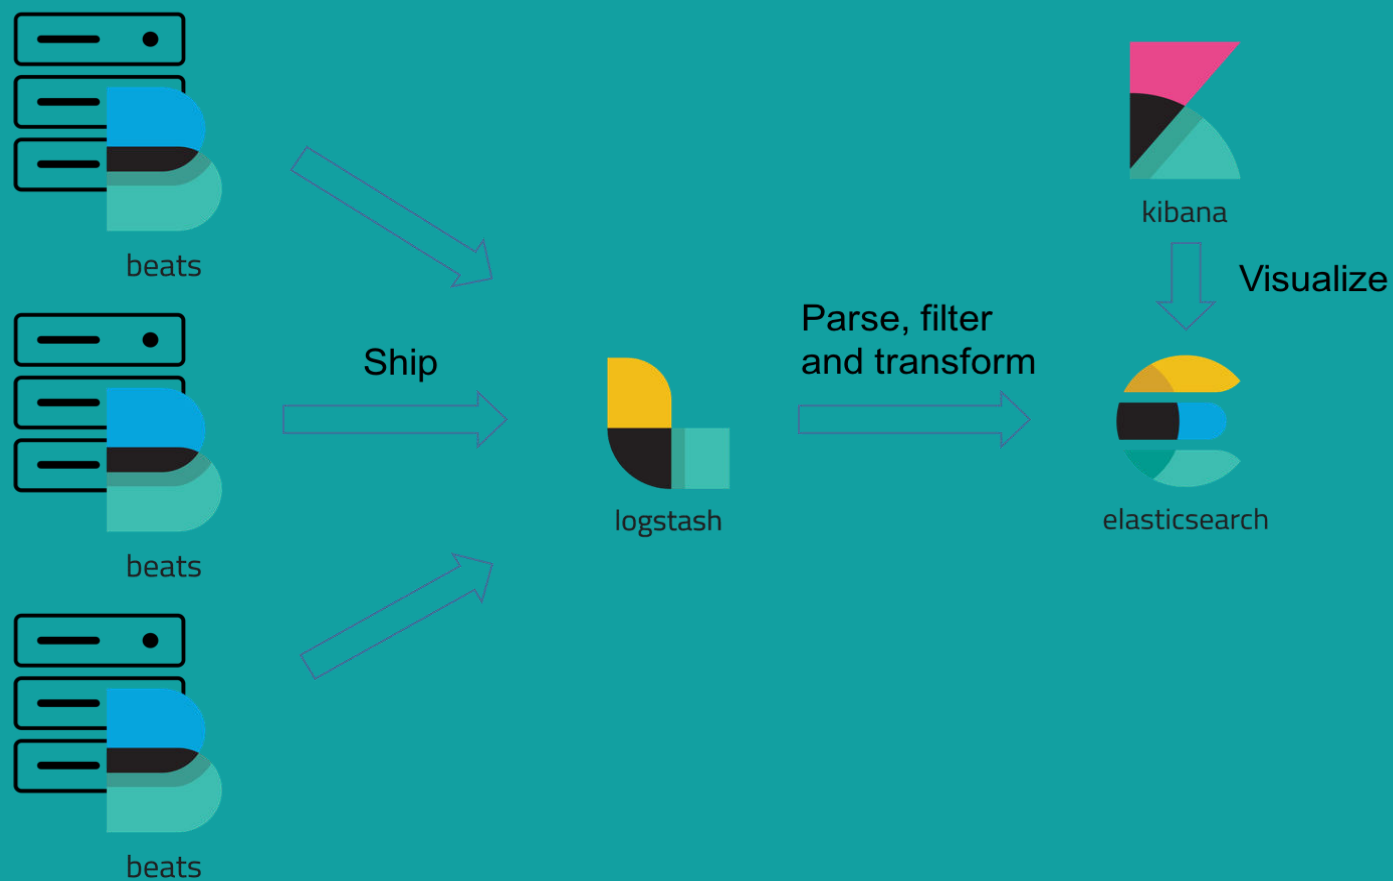 beats
Ship
beats
beats
logstash
Parse, filter
and transform
kibana
Visualize
elasticsearch